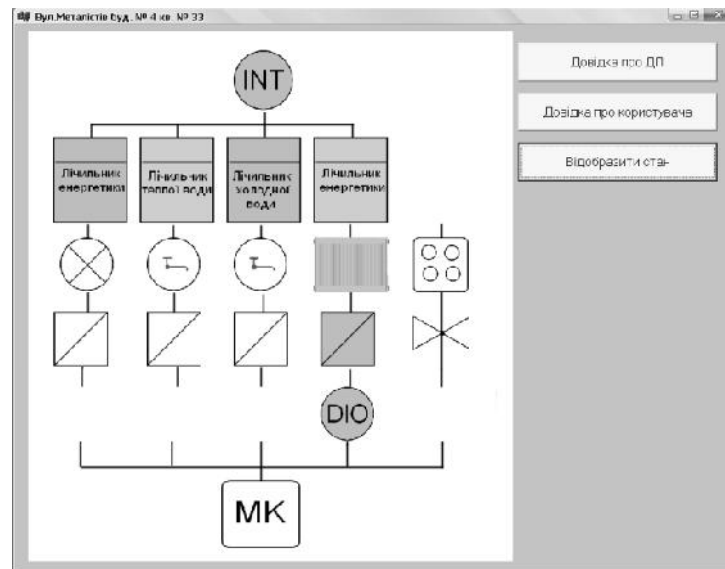 Вул.Металістів буд. № 4 кв. № 33
INT
Довідка про ДП
Довідка про користувача
Відобразити стан
Лічильник
енергетики
Лічильник
теплої води
Лічильник
холодної
води
Лічильник
енергетики
DIO
MK